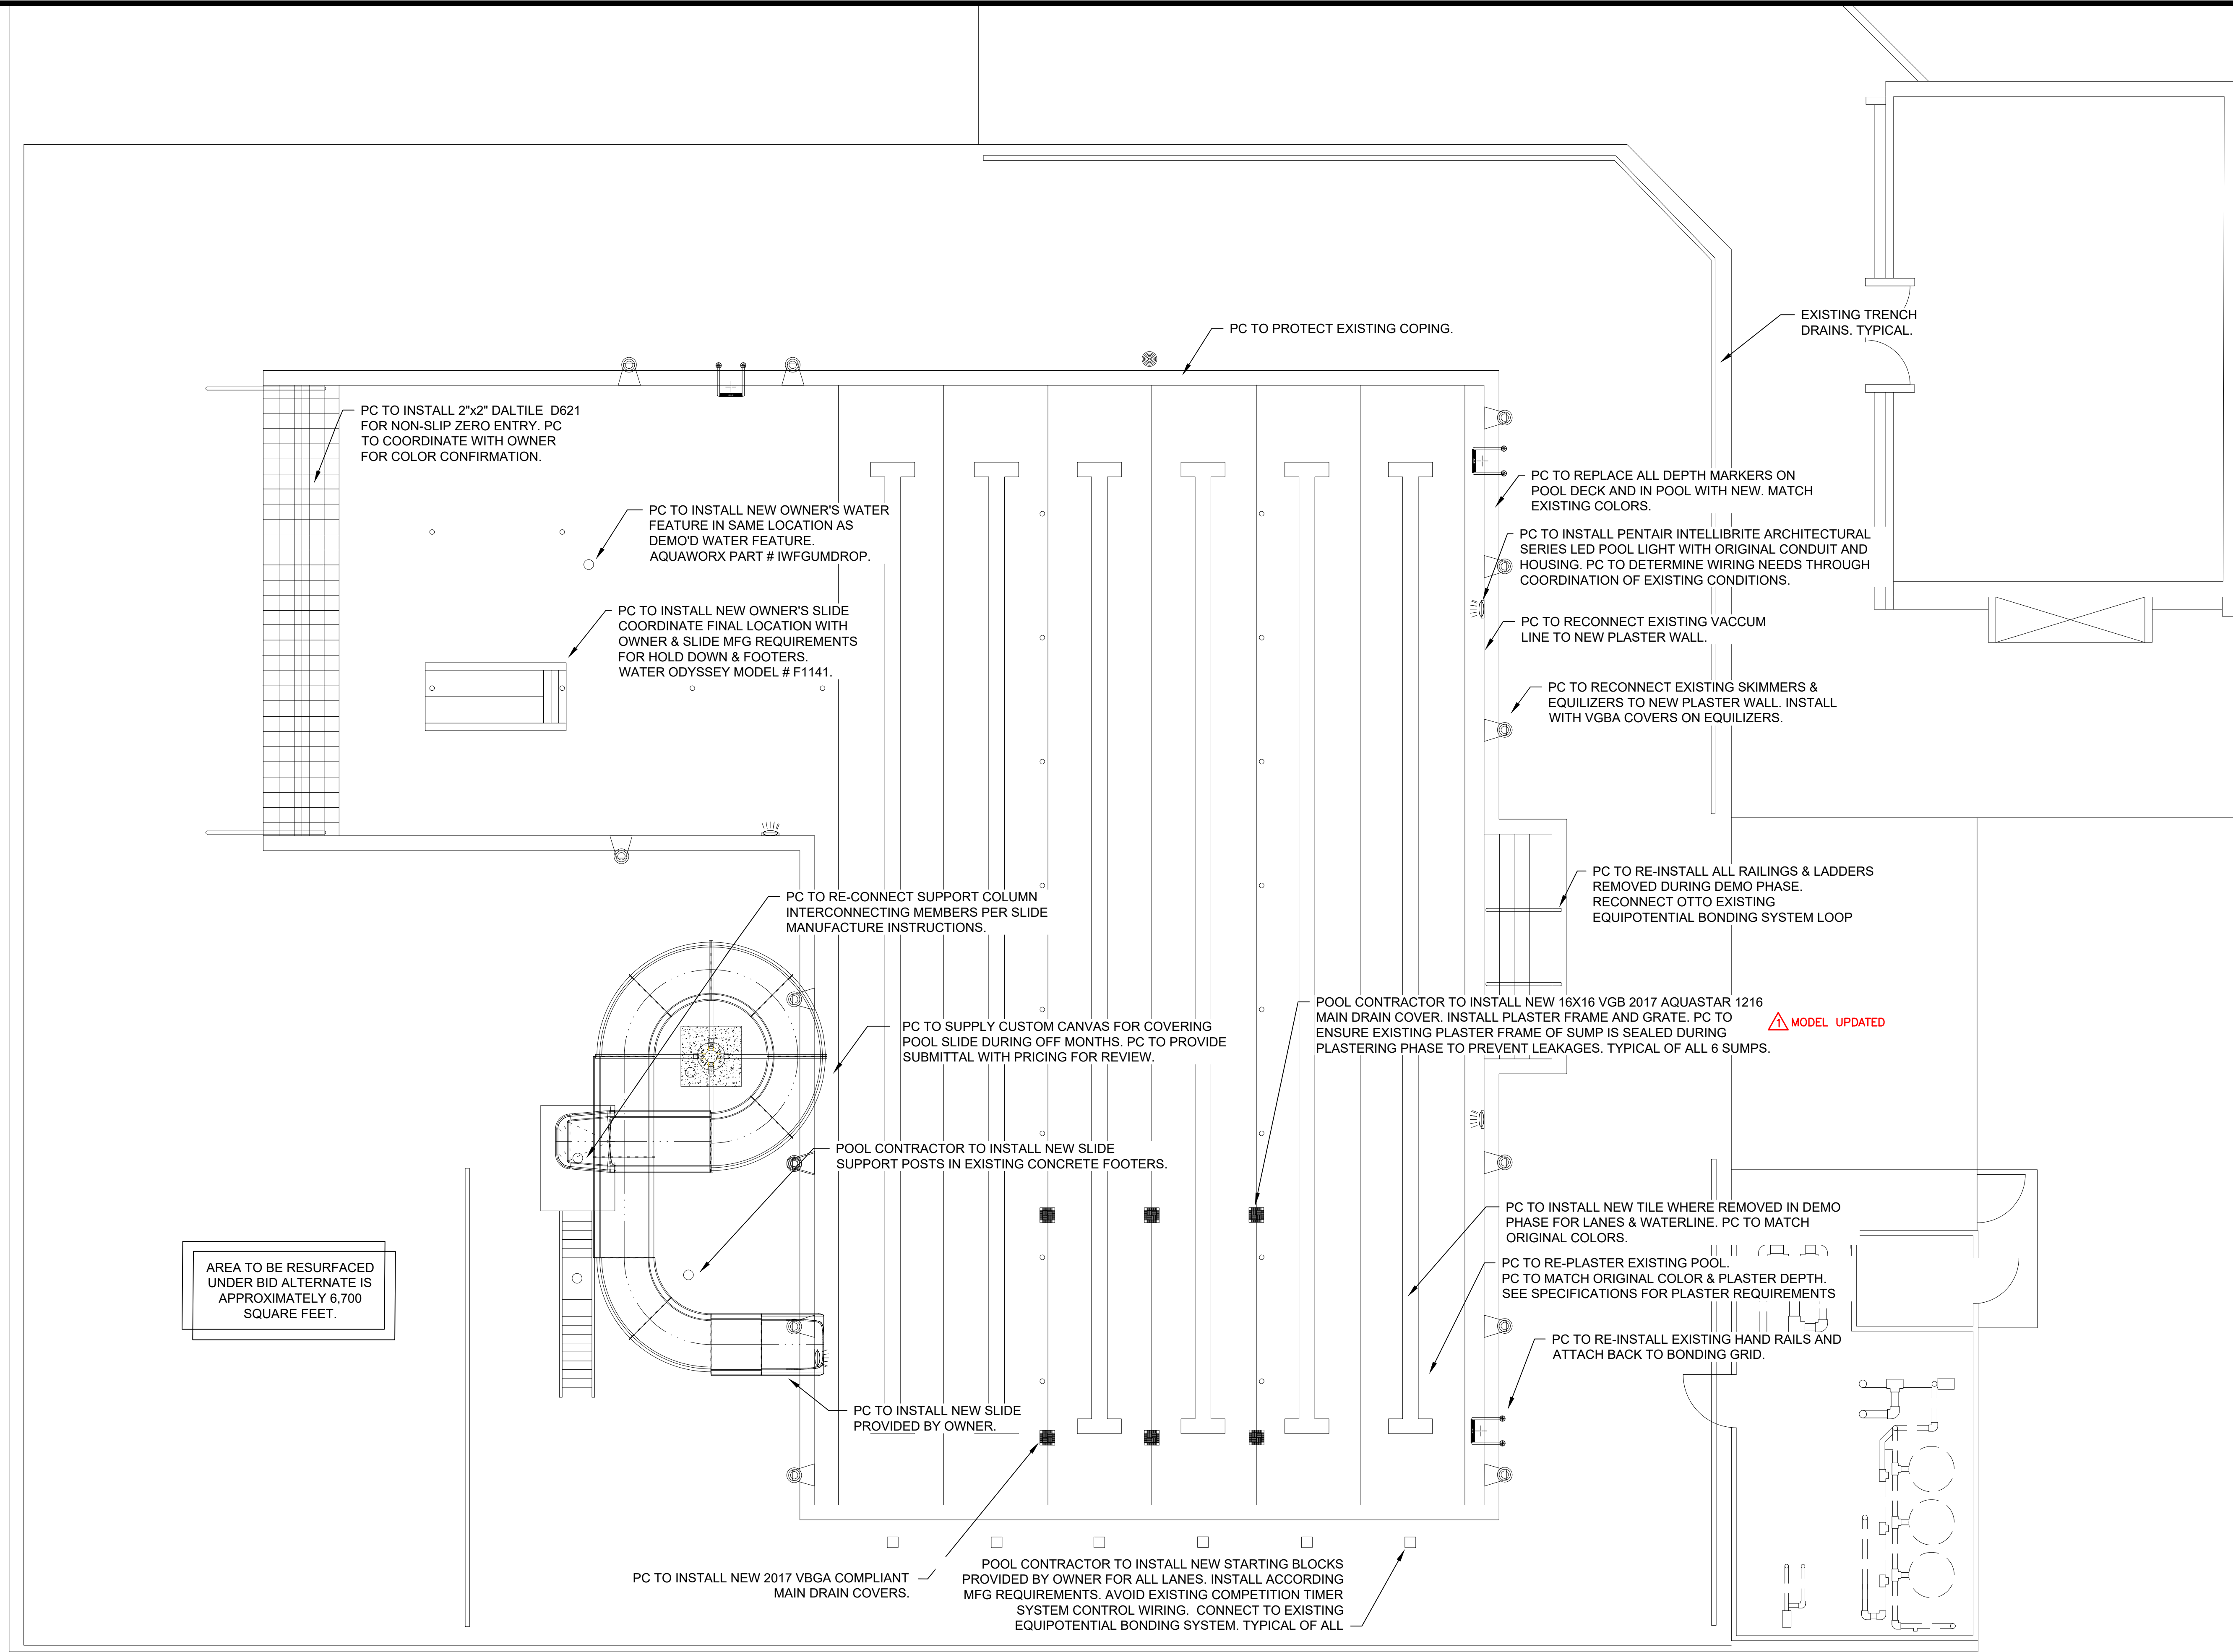 PC TO PROTECT EXISTING COPING.
EXISTING TRENCH
DRAINS. TYPICAL.
PC TO INSTALL 2"x2" DALTILE D621
FOR NON-SLIP ZERO ENTRY. PC
TO COORDINATE WITH OWNER
FOR COLOR CONFIRMATION.
PC TO REPLACE ALL DEPTH MARKERS ON
POOL DECK AND IN POOL WITH NEW. MATCH
EXISTING COLORS.
PC TO INSTALL NEW OWNER'S WATER
FEATURE IN SAME LOCATION AS
DEMO'D WATER FEATURE.
AQUAWORX PART # IWFGUMDROP.
PC TO INSTALL PENTAIR INTELLIBRITE ARCHITECTURAL
SERIES LED POOL LIGHT WITH ORIGINAL CONDUIT AND
HOUSING. PC TO DETERMINE WIRING NEEDS THROUGH
COORDINATION OF EXISTING CONDITIONS.
PC TO INSTALL NEW OWNER'S SLIDE
COORDINATE FINAL LOCATION WITH
OWNER & SLIDE MFG REQUIREMENTS
FOR HOLD DOWN & FOOTERS.
WATER ODYSSEY MODEL # F1141.
PC TO RECONNECT EXISTING VACCUM
LINE TO NEW PLASTER WALL.
PC TO RECONNECT EXISTING SKIMMERS &
EQUILIZERS TO NEW PLASTER WALL. INSTALL
WITH VGBA COVERS ON EQUILIZERS.
PC TO RE-CONNECT SUPPORT COLUMN
INTERCONNECTING MEMBERS PER SLIDE
MANUFACTURE INSTRUCTIONS.
PC TO RE-INSTALL ALL RAILINGS & LADDERS
REMOVED DURING DEMO PHASE.
RECONNECT OTTO EXISTING
EQUIPOTENTIAL BONDING SYSTEM LOOP
PC TO SUPPLY CUSTOM CANVAS FOR COVERING
POOL SLIDE DURING OFF MONTHS. PC TO PROVIDE
SUBMITTAL WITH PRICING FOR REVIEW.
POOL CONTRACTOR TO INSTALL NEW 16X16 VGB 2017 AQUASTAR 1216
MAIN DRAIN COVER. INSTALL PLASTER FRAME AND GRATE. PC TO
ENSURE EXISTING PLASTER FRAME OF SUMP IS SEALED DURING
PLASTERING PHASE TO PREVENT LEAKAGES. TYPICAL OF ALL 6 SUMPS.
1 MODEL UPDATED
POOL CONTRACTOR TO INSTALL NEW SLIDE
SUPPORT POSTS IN EXISTING CONCRETE FOOTERS.
PC TO INSTALL NEW TILE WHERE REMOVED IN DEMO
PHASE FOR LANES & WATERLINE. PC TO MATCH
ORIGINAL COLORS.
PC TO RE-PLASTER EXISTING POOL.
PC TO MATCH ORIGINAL COLOR & PLASTER DEPTH.
SEE SPECIFICATIONS FOR PLASTER REQUIREMENTS
AREA TO BE RESURFACED
UNDER BID ALTERNATE IS
APPROXIMATELY 6,700
SQUARE FEET.
PC TO RE-INSTALL EXISTING HAND RAILS AND
ATTACH BACK TO BONDING GRID.
PC TO INSTALL NEW SLIDE
PROVIDED BY OWNER.
PC TO INSTALL NEW 2017 VBGA COMPLIANT
MAIN DRAIN COVERS.
POOL CONTRACTOR TO INSTALL NEW STARTING BLOCKS
PROVIDED BY OWNER FOR ALL LANES. INSTALL ACCORDING
MFG REQUIREMENTS. AVOID EXISTING COMPETITION TIMER
SYSTEM CONTROL WIRING. CONNECT TO EXISTING
EQUIPOTENTIAL BONDING SYSTEM. TYPICAL OF ALL